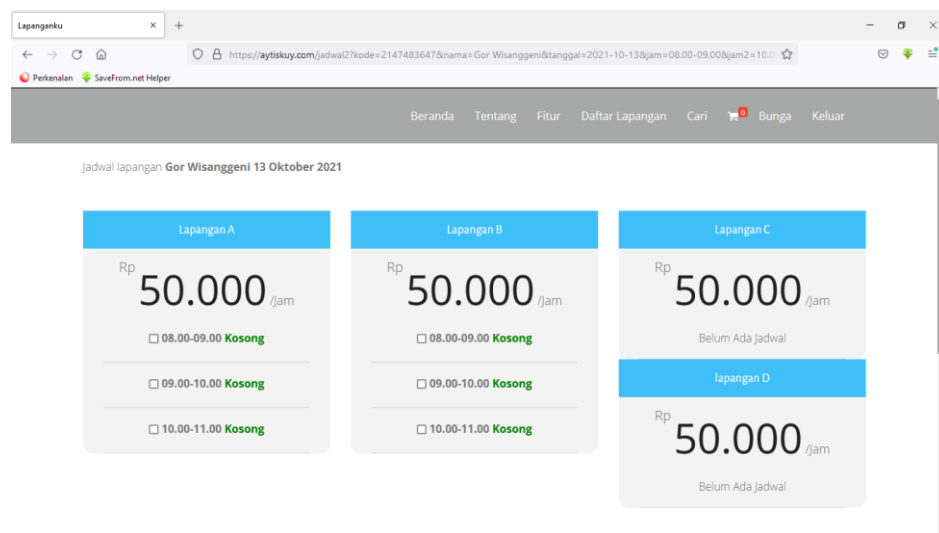 Lapanganku
https://aytiskuy.com/jadwal2?kode=2147483647&nama=Gor Wisanggeni&tanggal=2021-10-13&jam=08.00-09.00&jam2=10.0
Perkenalan SaveFrom.net Helper
Beranda Tentang Fitur Daftar Lapangan Cari 0 Bunga Keluar
Jadwal lapangan Gor Wisanggeni 13 Oktober 2021
Lapangan A
Rp 50.000 /Jam
08.00-09.00 Kosong
09.00-10.00 Kosong
10.00-11.00 Kosong
Lapangan B
Rp 50.000 /Jam
08.00-09.00 Kosong
09.00-10.00 Kosong
10.00-11.00 Kosong
Lapangan C
Rp 50.000 /Jam
Belum Ada Jadwal
lapangan D
Rp 50.000 /Jam
Belum Ada Jadwal